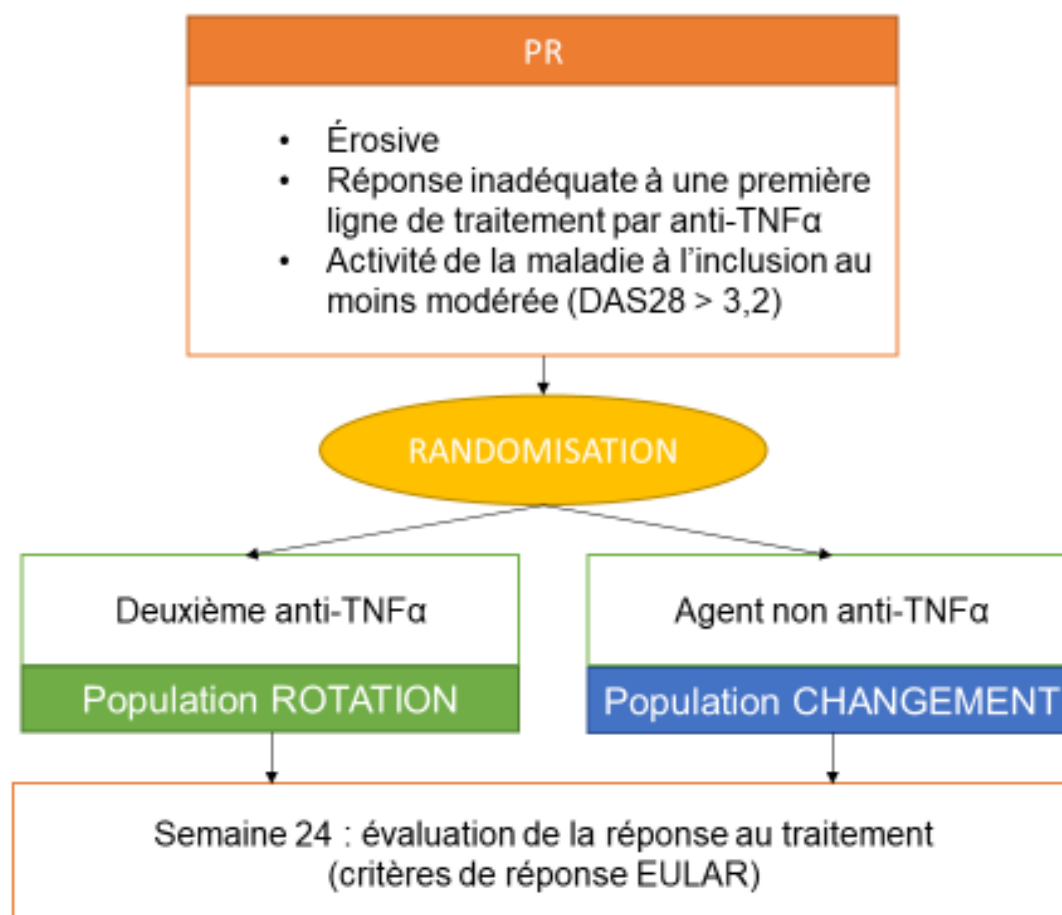 PR
• Érosive
• Réponse inadéquate à une première
ligne de traitement par anti-TNFα
• Activité de la maladie à l’inclusion au
moins modérée (DAS28 > 3,2)
RANDOMISATION
Deuxième anti-TNFα
Agent non anti-TNFα
Population ROTATION
Population CHANGEMENT
Semaine 24 : évaluation de la réponse au traitement
(critères de réponse EULAR)